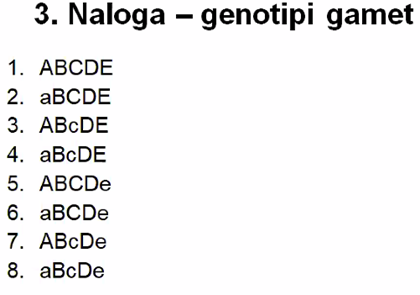 3. Naloga – genotipi gamet
1. ABCDE
2. aBCDE
3. ABcDE
4. aBcDE
5. ABCDe
6. aBCDe
7. ABcDe
8. aBcDe